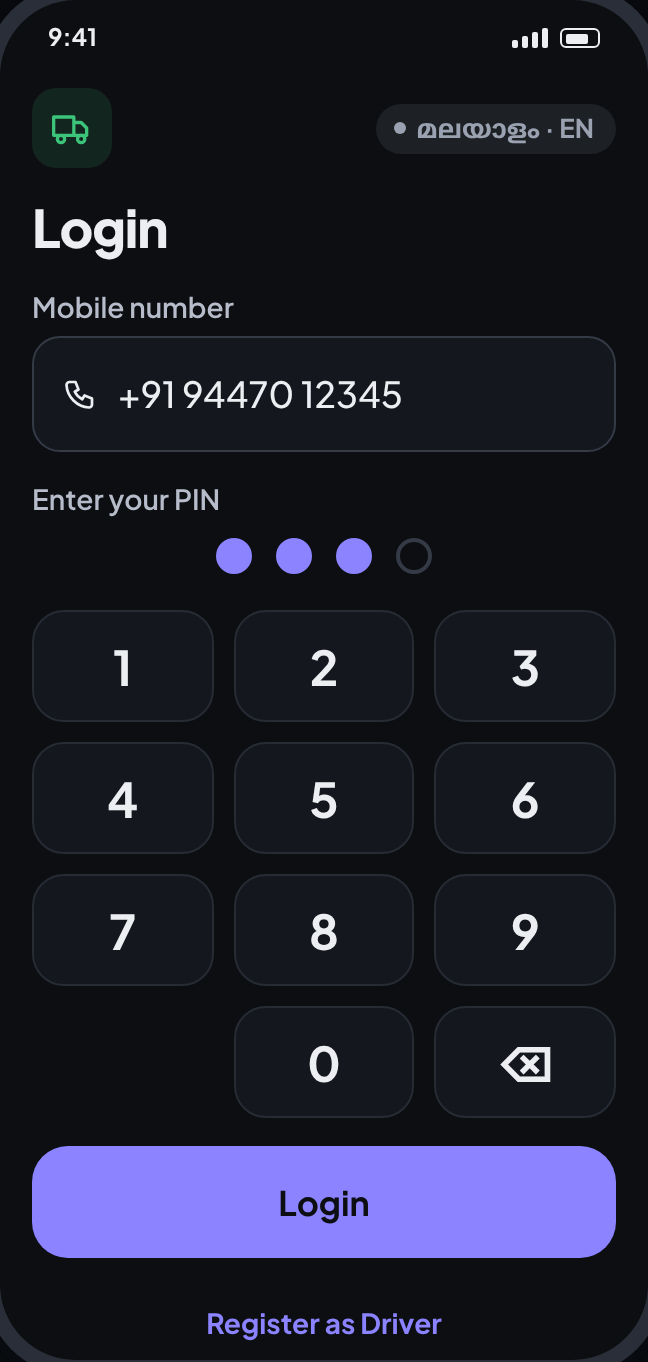 9:41
മലയാളം · EN
Login
Mobile number
+91 94470 12345
Enter your PIN
1 2 3
4 5 6
7 8 9
0
Login
Register as Driver